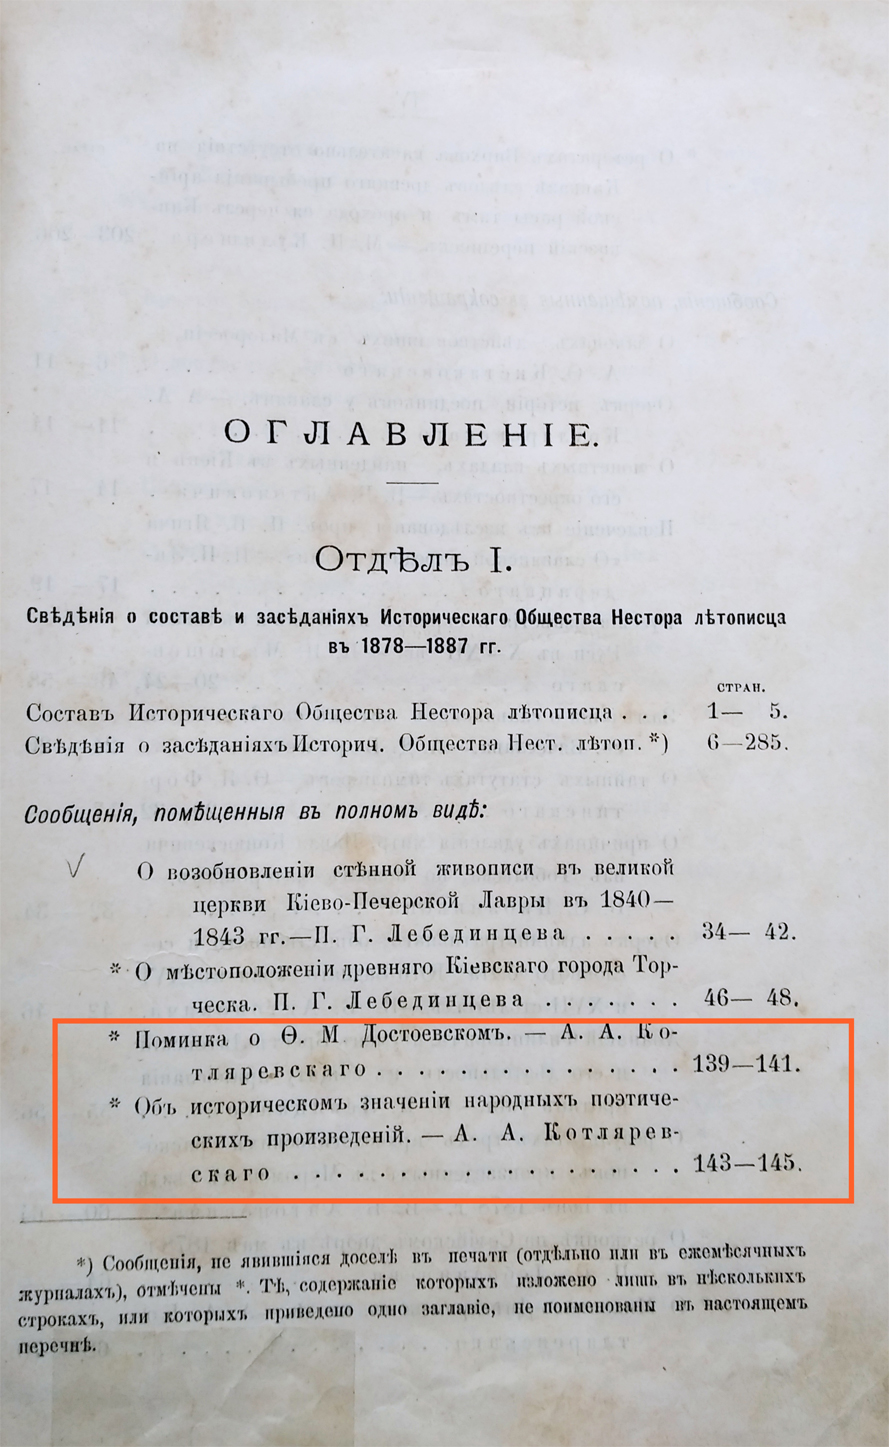 ОГЛАВЛЕНІЕ.
Отдѣлъ I.
Свѣдѣнія о составѣ и засѣданіяхъ Историческаго Общества Нестора лѣтописца
въ 1878—1887 гг.
СТРАН.
Составъ Историческаго Общества Нестора лѣтописца . . . 1— 5.
Свѣдѣнія о засѣданіяхъ Историч. Общества Нест. лѣтоп. *) 6—285.
Сообщенія, помѣщенныя въ полномъ видѣ:
О возобновленіи стѣнной живописи въ великой
церкви Кіево-Печерской Лавры въ 1840—
1843 гг.—П. Г. Лебединцева . . . . . 34— 42.
* О мѣстоположеніи древняго Кіевскаго города Тор-
ческа. П. Г. Лебединцева . . . . . . . 46— 48.
* Поминка о Ѳ. М. Достоевскомъ. — А. А. Ко-
тляревскаго . . . . . . . . . . . . . . . 139—141.
* Объ историческомъ значеніи народныхъ поэтиче-
скихъ произведеній. — А. А. Котлярев-
скаго . . . . . . . . . . . . . . . . . . 143—145.
*) Сообщенія, не явившіяся доселѣ въ печати (отдѣльно или въ ежемѣсячныхъ
журналахъ), отмѣчены *. Тѣ, содержаніе которыхъ изложено лишь въ нѣсколькихъ
строкахъ, или которыхъ приведено одно заглавіе, не поименованы въ настоящемъ
перечнѣ.